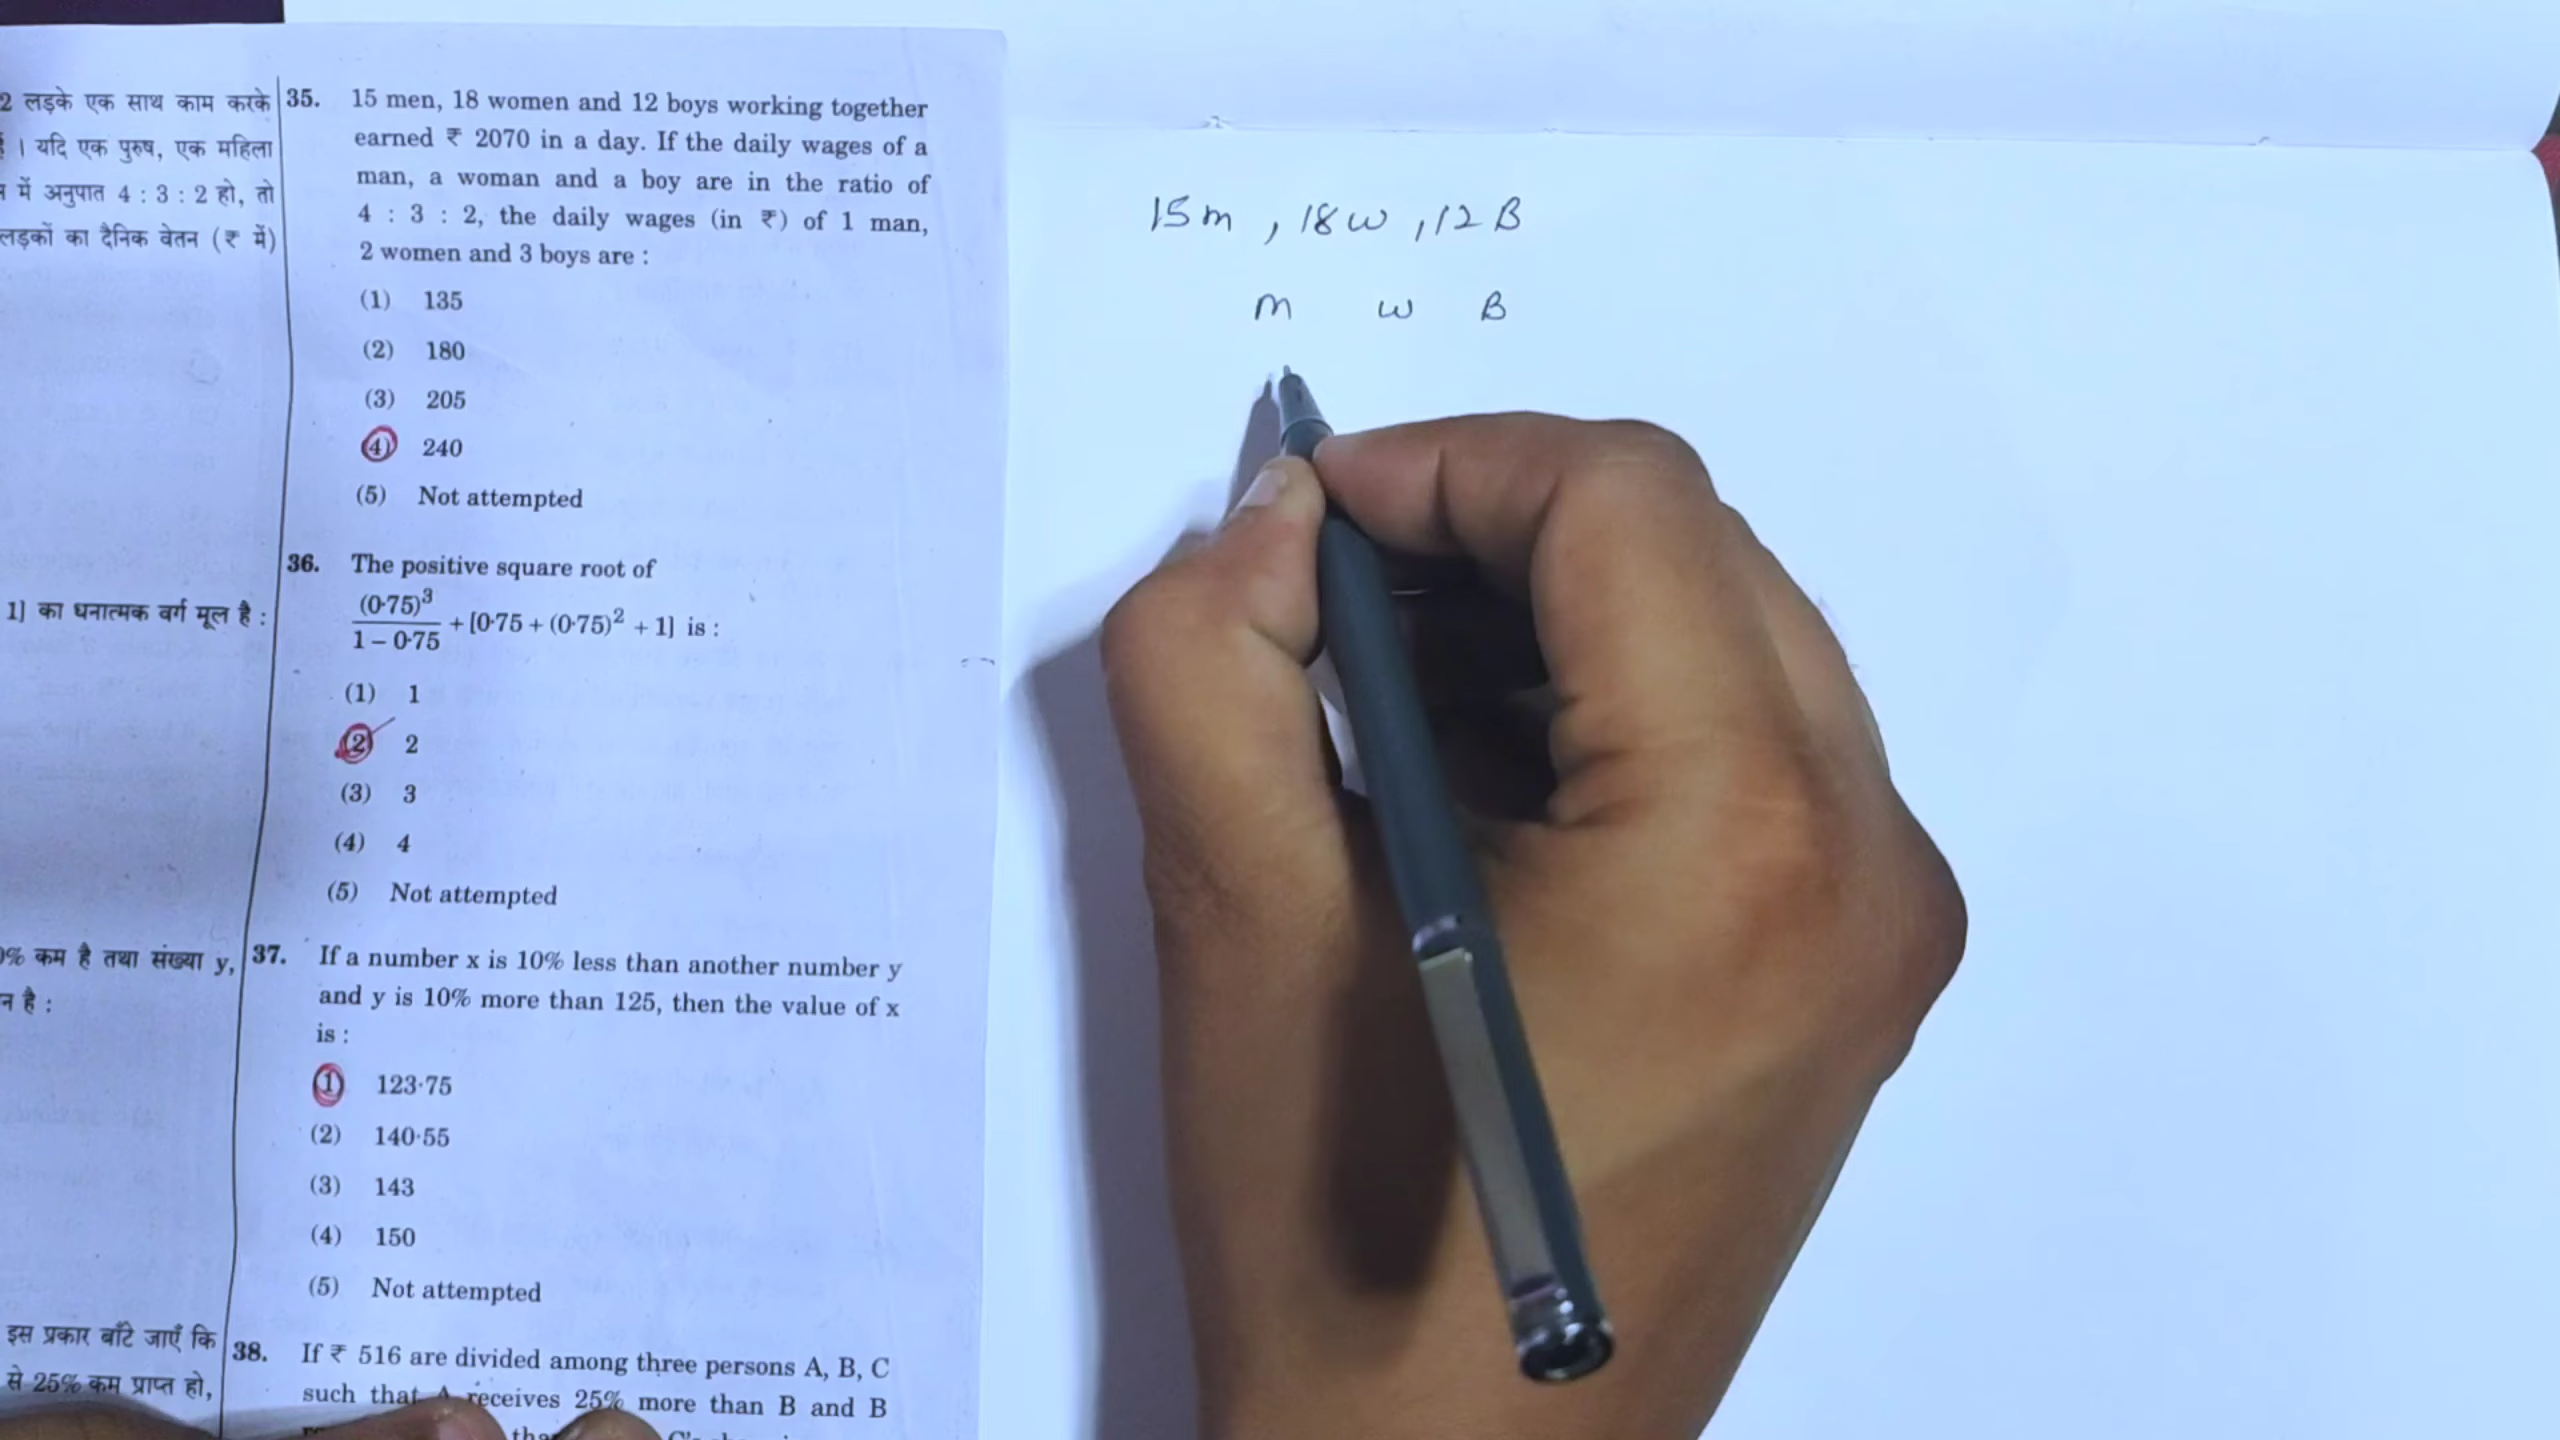 2 लड़के एक साथ काम करके
। यदि एक पुरुष, एक महिला
में अनुपात 4 : 3 : 2 हो, तो
लड़कों का दैनिक वेतन (₹ में)
1] का धनात्मक वर्ग मूल है :
% कम है तथा संख्या y,
है :
इस प्रकार बाँटे जाएँ कि
से 25% कम प्राप्त हो,
35. 15 men, 18 women and 12 boys working together
earned ₹ 2070 in a day. If the daily wages of a
man, a woman and a boy are in the ratio of
4 : 3 : 2, the daily wages (in ₹) of 1 man,
2 women and 3 boys are :
(1) 135
(2) 180
(3) 205
(4) 240
(5) Not attempted
36. The positive square root of
(0·75)³
1 – 0·75
+ [0·75 + (0·75)² + 1] is :
(1) 1
(2) 2
(3) 3
(4) 4
(5) Not attempted
37. If a number x is 10% less than another number y
and y is 10% more than 125, then the value of x
is :
(1) 123·75
(2) 140·55
(3) 143
(4) 150
(5) Not attempted
38. If ₹ 516 are divided among three persons A, B, C
such that A receives 25% more than B and B
15m , 18w , 12B
m w B